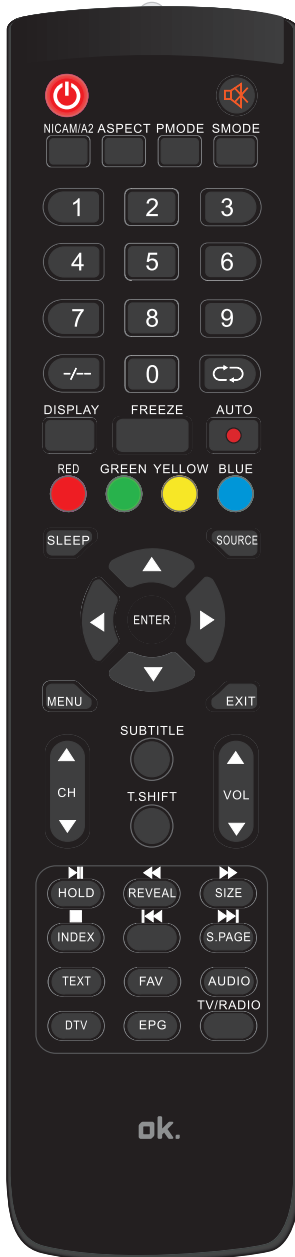 NICAM/A2 ASPECT PMODE SMODE
1 2 3
4 5 6
7 8 9
-/-- 0
DISPLAY FREEZE AUTO
RED GREEN YELLOW BLUE
SLEEP SOURCE
ENTER
MENU EXIT
SUBTITLE
CH T.SHIFT VOL
HOLD REVEAL SIZE
INDEX S.PAGE
TEXT FAV AUDIO
TV/RADIO
DTV EPG
ok.